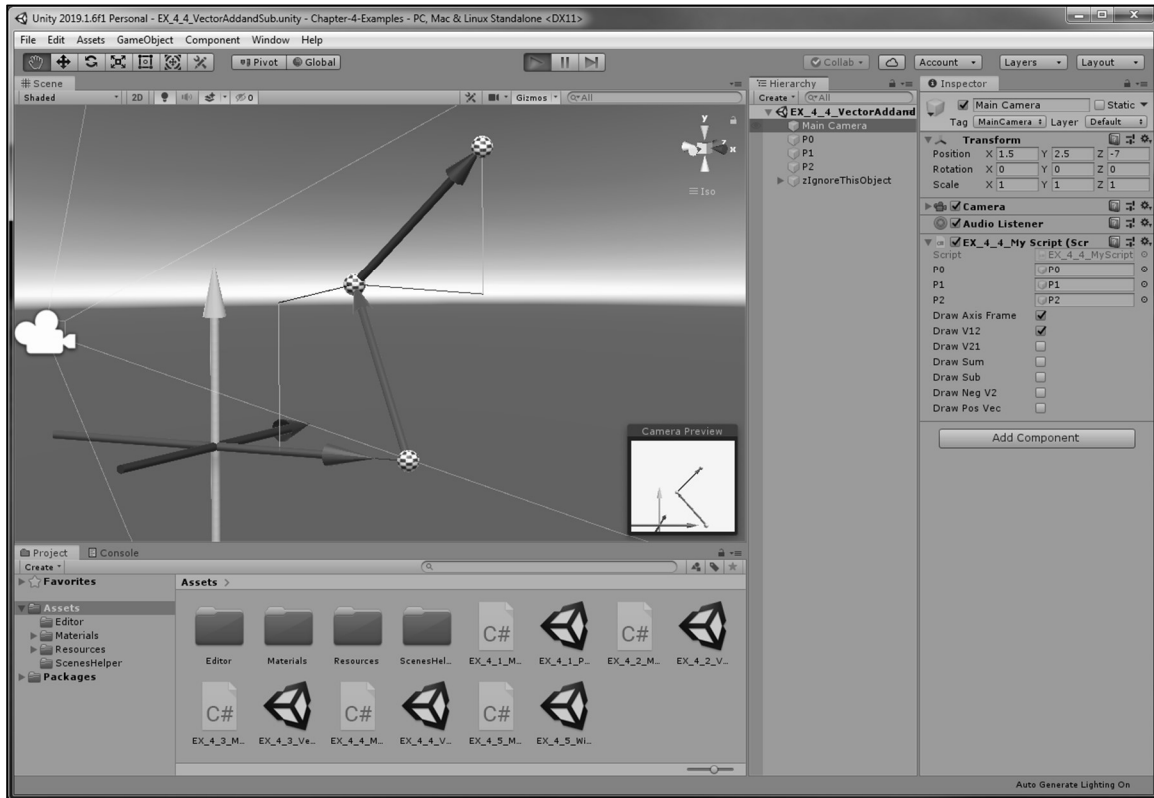 Unity 2019.1.6f1 Personal - EX_4_4_VectorAddandSub.unity - Chapter-4-Examples - PC, Mac & Linux Standalone <DX11>
File Edit Assets GameObject Component Window Help
Pivot Global Collab Account Layers Layout
Scene
Shaded 2D 0 Gizmos All
y
x
z
Iso
Camera Preview
Hierarchy
Create All
EX_4_4_VectorAddand
Main Camera
P0
P1
P2
zIgnoreThisObject
Inspector
Main Camera Static
Tag MainCamera Layer Default
Transform
Position X 1.5 Y 2.5 Z -7
Rotation X 0 Y 0 Z 0
Scale X 1 Y 1 Z 1
Camera
Audio Listener
EX_4_4_My Script (Scr
Script EX_4_4_MyScript
P0 P0
P1 P1
P2 P2
Draw Axis Frame
Draw V12
Draw V21
Draw Sum
Draw Sub
Draw Neg V2
Draw Pos Vec
Add Component
Project Console
Create
Favorites
Assets
Editor
Materials
Resources
ScenesHelper
Packages
Assets >
C# C#
Editor Materials Resources ScenesHel... EX_4_1_M... EX_4_1_P... EX_4_2_M... EX_4_2_V...
C# C# C#
EX_4_3_M... EX_4_3_Ve... EX_4_4_M... EX_4_4_V... EX_4_5_M... EX_4_5_Wi...
Auto Generate Lighting On